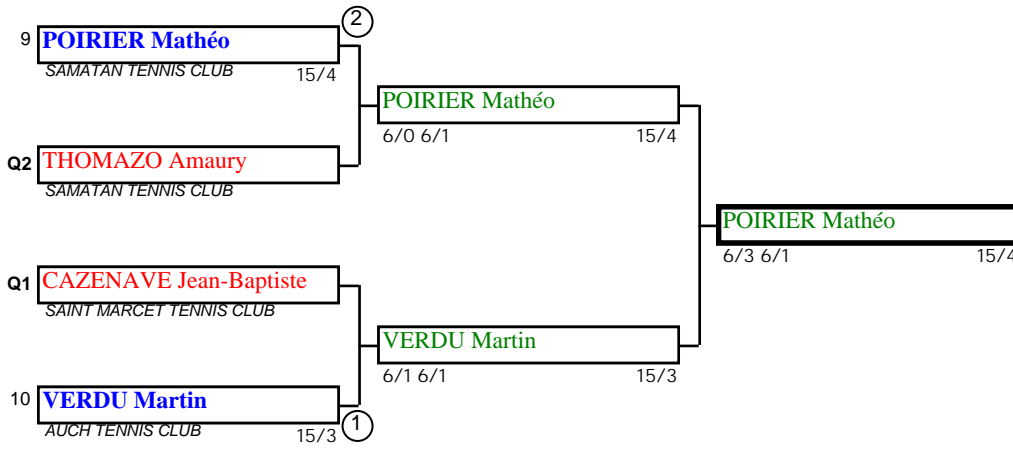 2
9 POIRIER Mathéo
SAMATAN TENNIS CLUB 15/4
POIRIER Mathéo
6/0 6/1 15/4
Q2 THOMAZO Amaury
SAMATAN TENNIS CLUB
POIRIER Mathéo
6/3 6/1 15/4
Q1 CAZENAVE Jean-Baptiste
SAINT MARCET TENNIS CLUB
VERDU Martin
6/1 6/1 15/3
10 VERDU Martin
AUCH TENNIS CLUB 15/3
1